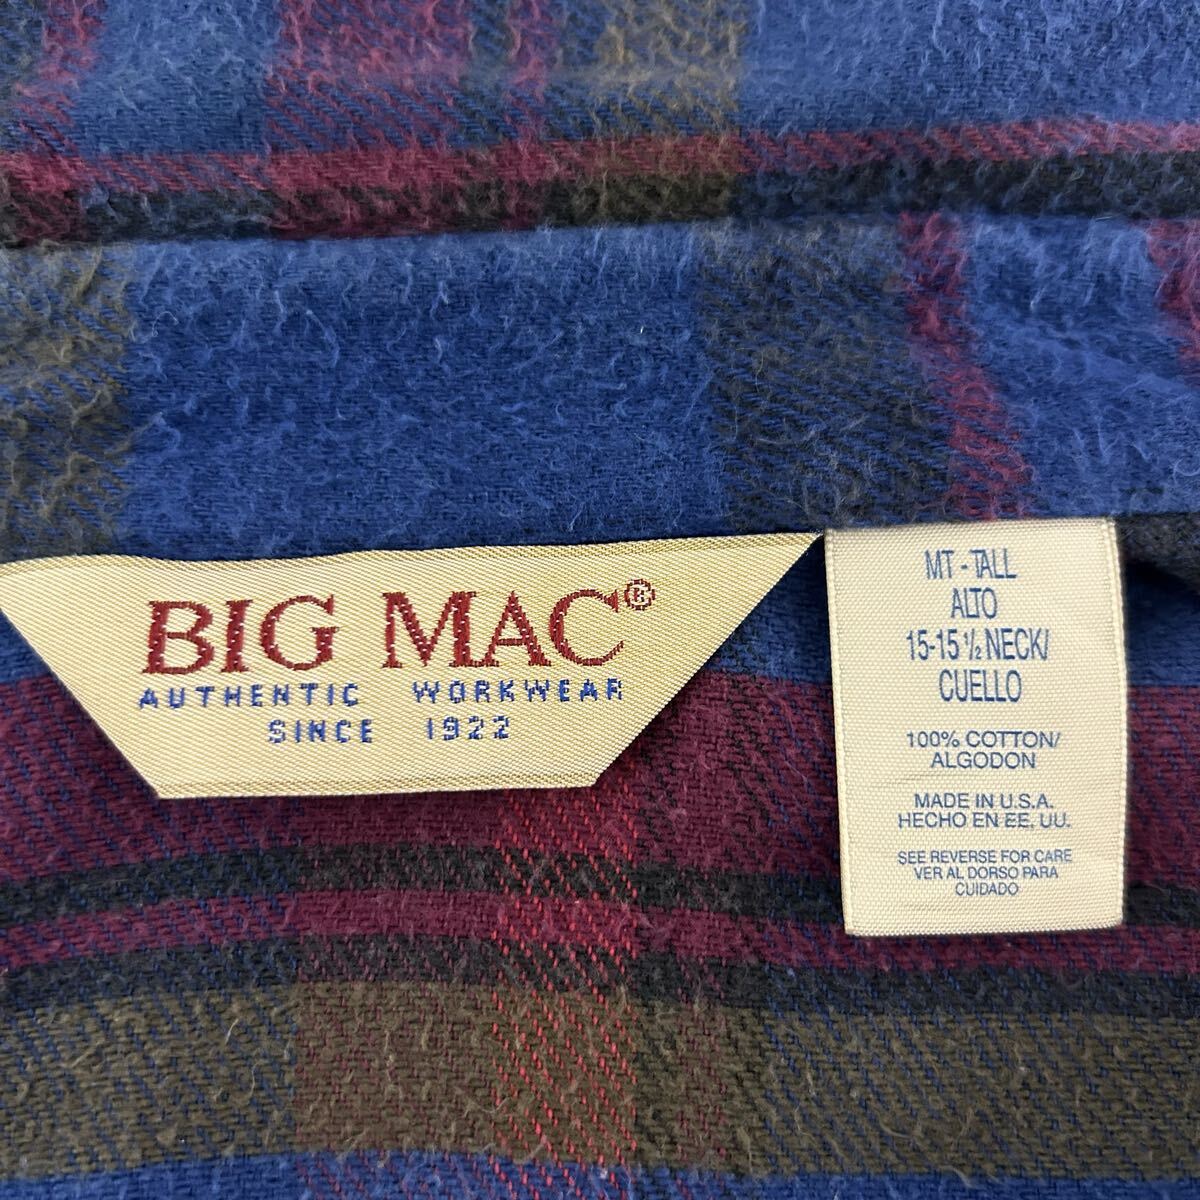 BIG MAC®
AUTHENTIC WORKWEAR
SINCE 1922
MT - TALL
ALTO
15-15 ½ NECK/
CUELLO
100% COTTON/
ALGODON
MADE IN U.S.A.
HECHO EN EE. UU.
SEE REVERSE FOR CARE
VER AL DORSO PARA
CUIDADO